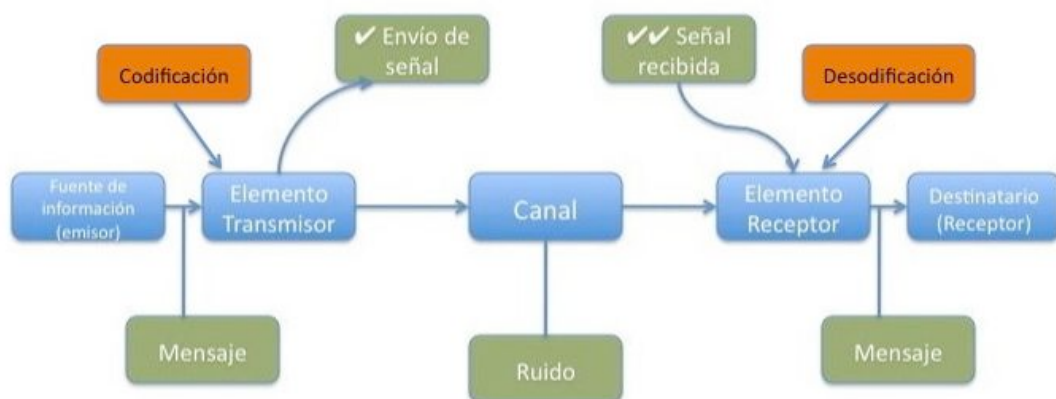 ✔ Envío de
señal
✔✔ Señal
recibida
Codificación
Desodificación
Fuente de
información
(emisor)
Elemento
Transmisor
Canal
Elemento
Receptor
Destinatario
(Receptor)
Mensaje
Ruido
Mensaje